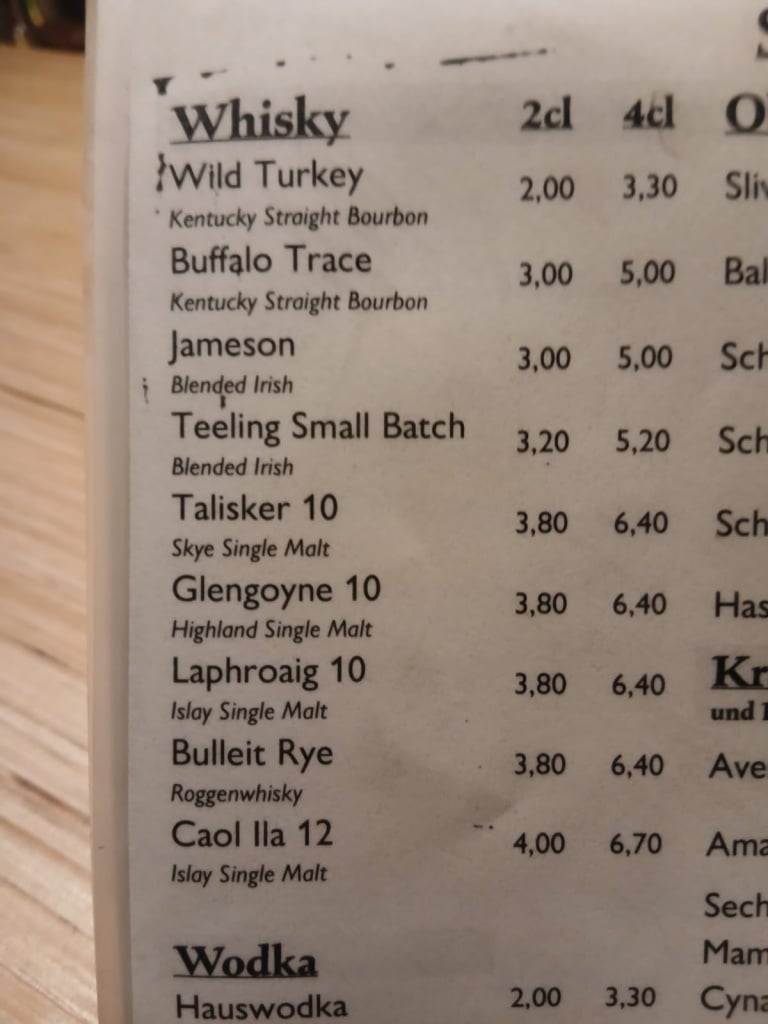 Whisky 2cl 4cl
Wild Turkey 2,00 3,30
Kentucky Straight Bourbon
Buffalo Trace 3,00 5,00
Kentucky Straight Bourbon
Jameson 3,00 5,00
Blended Irish
Teeling Small Batch 3,20 5,20
Blended Irish
Talisker 10 3,80 6,40
Skye Single Malt
Glengoyne 10 3,80 6,40
Highland Single Malt
Laphroaig 10 3,80 6,40
Islay Single Malt
Bulleit Rye 3,80 6,40
Roggenwhisky
Caol Ila 12 4,00 6,70
Islay Single Malt
Wodka
Hauswodka 2,00 3,30
und